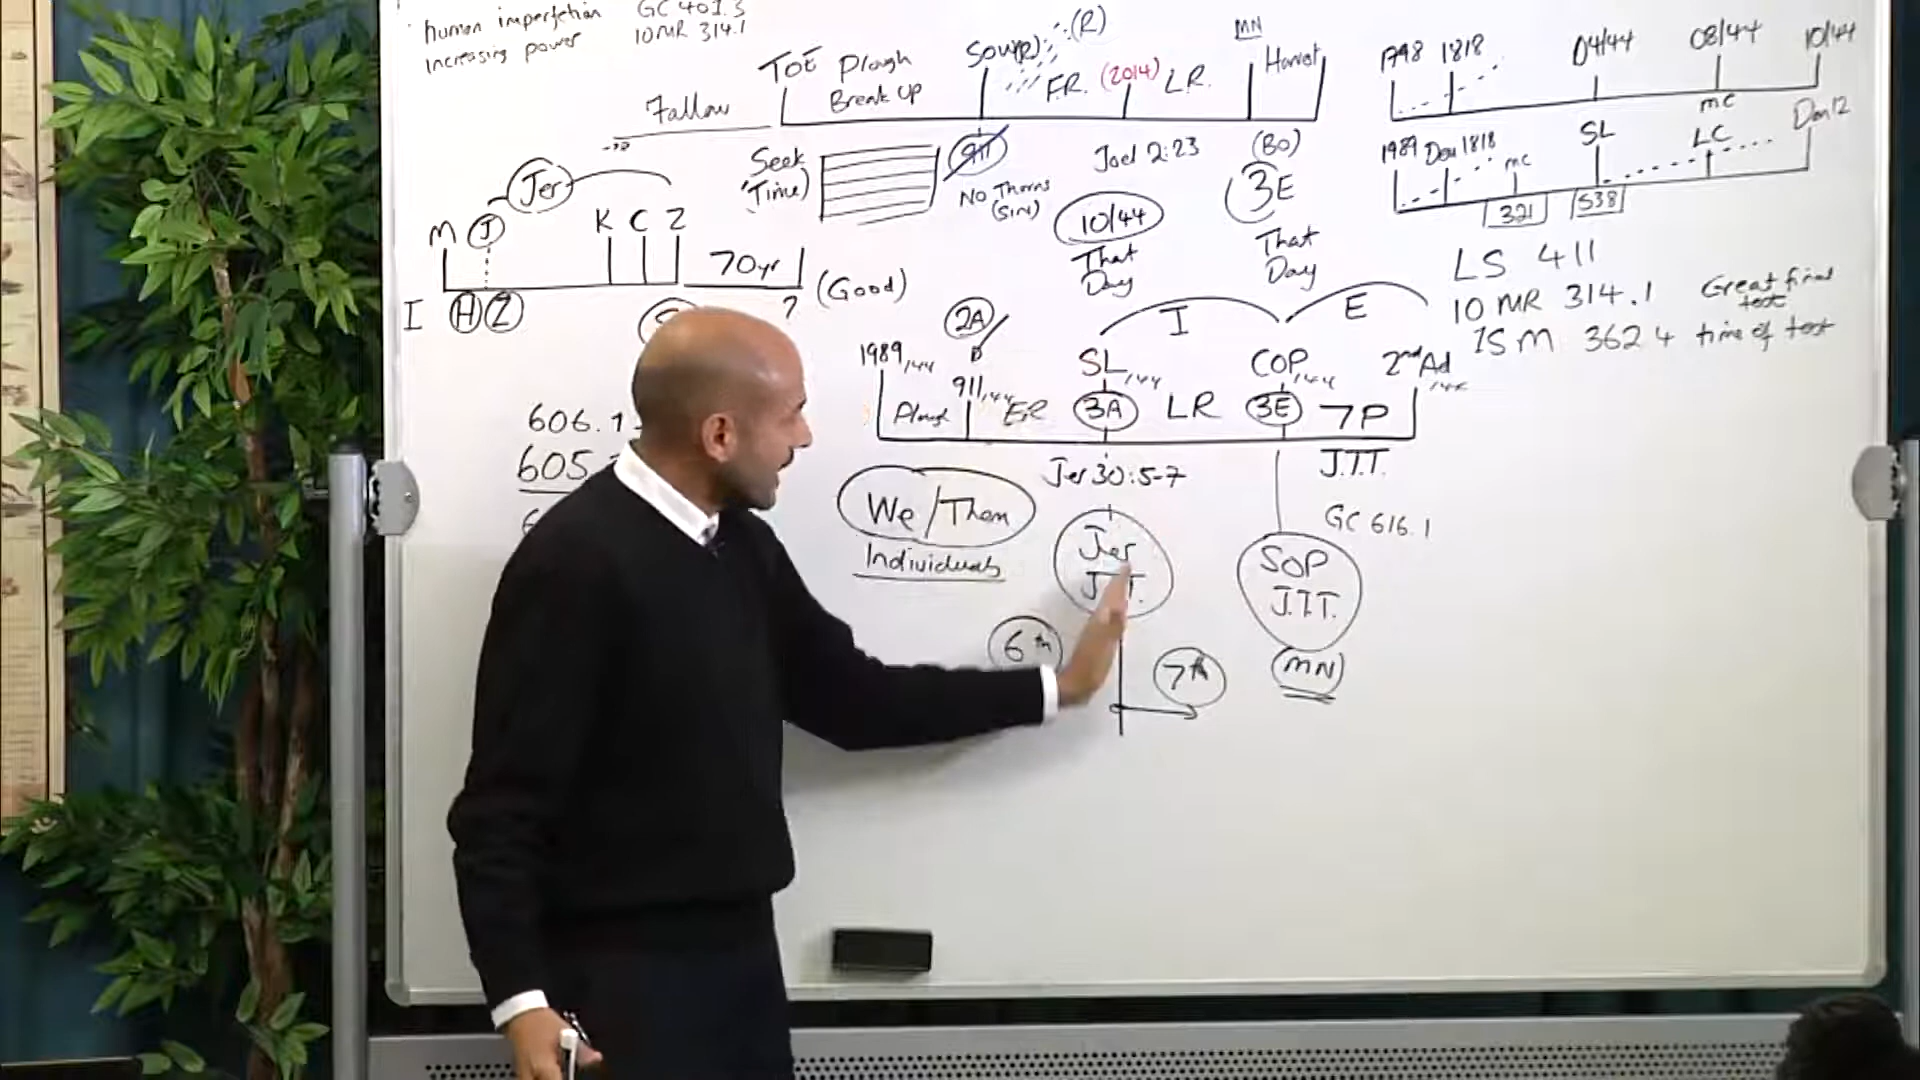 human imperfection GC 401.3
increasing power 10MR 314.1
Fallow
TOE Plough
Break up
Sow(p) (R)
F.R. (2014) L.R.
MN
Harvest
1798 1818 04/44 08/44 10/44
mc
Seek
Time)
911
No Thorns
(SIN)
Joel 2:23
10/44
That
Day
(BO)
3E
That
Day
1989 Dan 1818 mc SL LC Dan12
321 538
Jer
M J K C Z
70yr (Good)
I H Z ?
LS 411
10 MR 314.1 Great final
test
1SM 362 4 time of test
2A
I E
1989/44 911/44 SL/44 COP/44 2nd Ad
Plough ER 3A LR 3E 7P
Jer 30:5-7 J.T.T.
GC 616.1
606.1
605.
We/Them
Individuals
Jer
SOP
J.T.T.
6th 7th (MN)